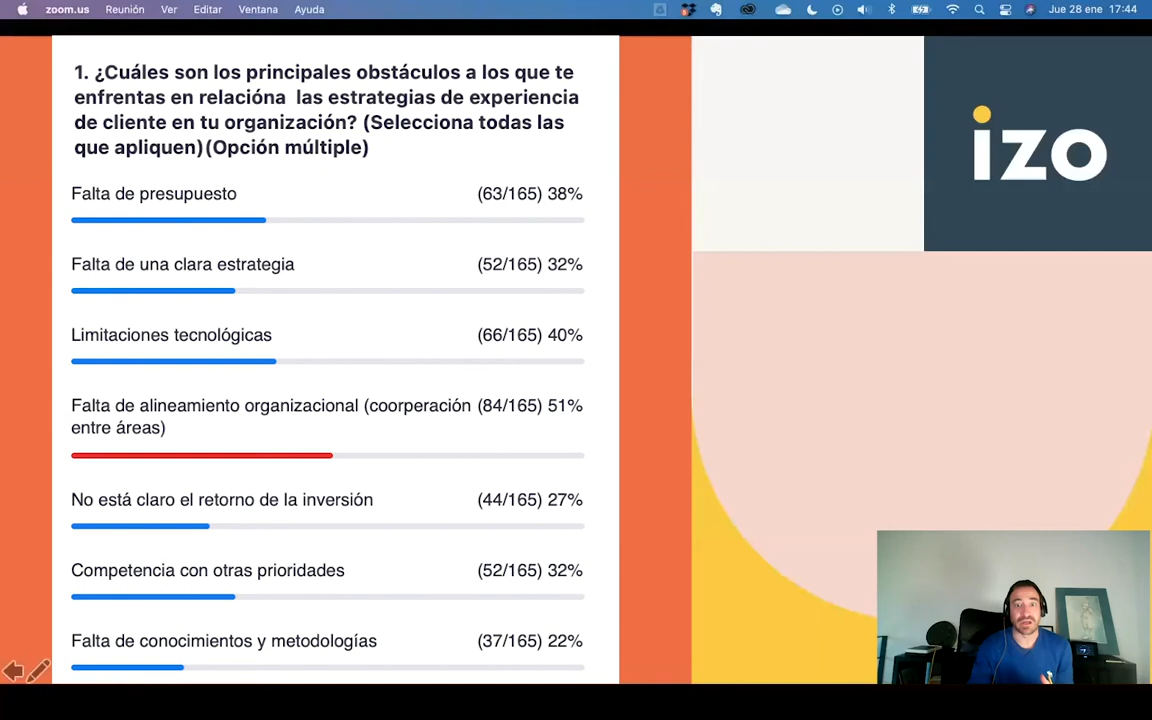 zoom.us Reunión Ver Editar Ventana Ayuda Jue 28 ene 17:44
1. ¿Cuáles son los principales obstáculos a los que te
enfrentas en relacióna las estrategias de experiencia
de cliente en tu organización? (Selecciona todas las
que apliquen)(Opción múltiple)
izo
Falta de presupuesto (63/165) 38%
Falta de una clara estrategia (52/165) 32%
Limitaciones tecnológicas (66/165) 40%
Falta de alineamiento organizacional (coorperación (84/165) 51%
entre áreas)
No está claro el retorno de la inversión (44/165) 27%
Competencia con otras prioridades (52/165) 32%
Falta de conocimientos y metodologías (37/165) 22%